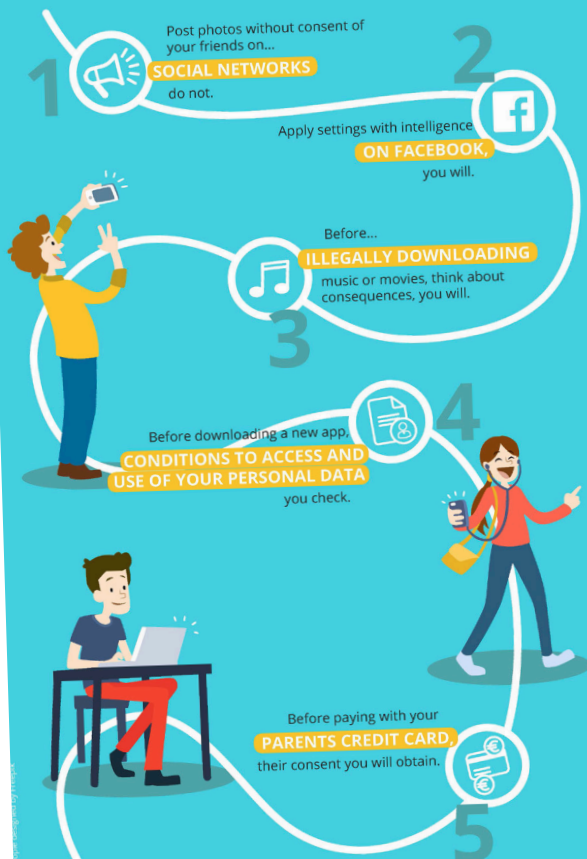 1
Post photos without consent of
your friends on...
SOCIAL NETWORKS
do not.
2
Apply settings with intelligence
ON FACEBOOK,
you will.
Before...
ILLEGALLY DOWNLOADING
music or movies, think about
consequences, you will.
3
4
Before downloading a new app,
CONDITIONS TO ACCESS AND
USE OF YOUR PERSONAL DATA
you check.
Before paying with your
PARENTS CREDIT CARD,
their consent you will obtain.
5
designed by